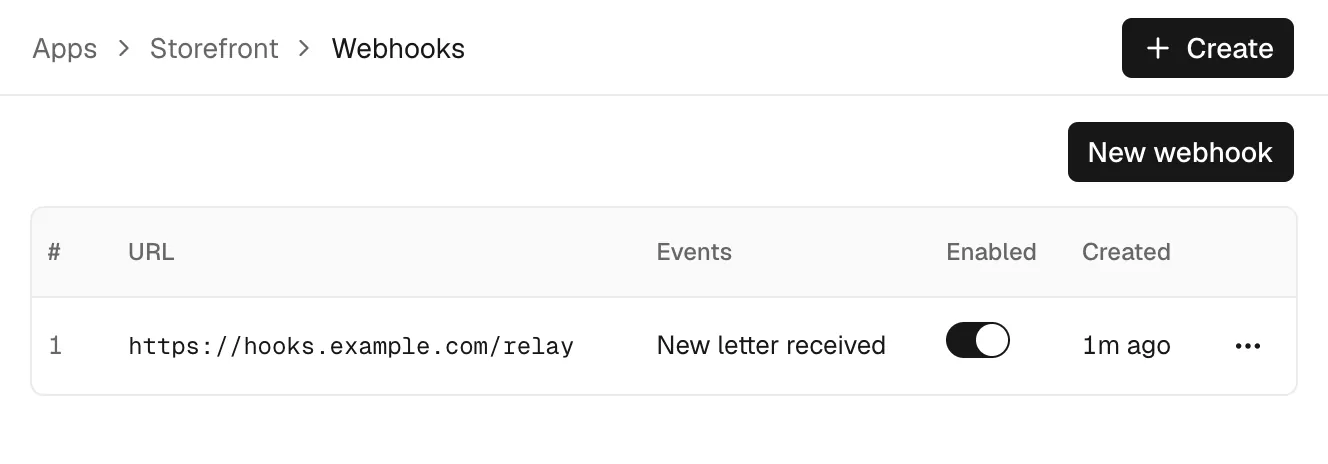 Apps > Storefront > Webhooks
+ Create
New webhook
# URL Events Enabled Created
1 https://hooks.example.com/relay New letter received 1m ago ...